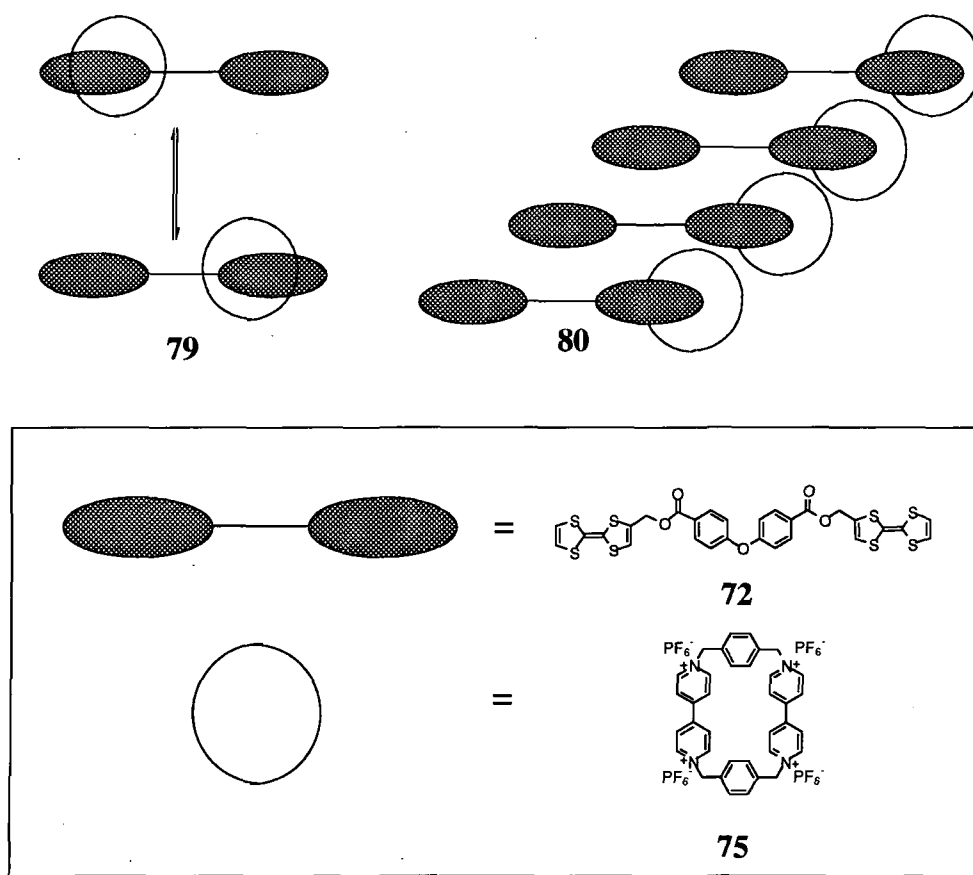 79
80
=
O
O
S
S
O
O
S
S
S
S
O
S
S
72
PF6-
PF6-
N+
N+
=
N+
N+
PF6-
PF6-
75